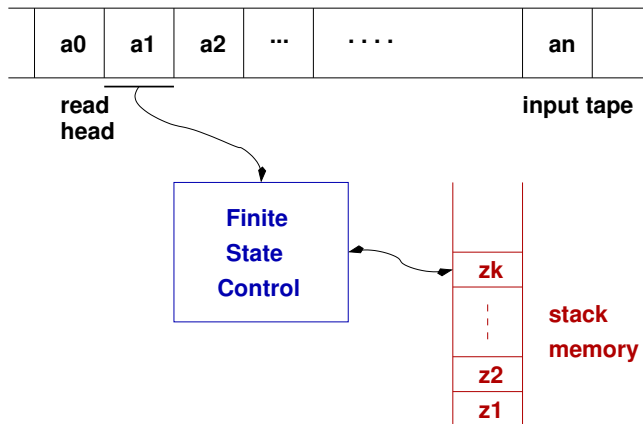 a0 a1 a2 ... . . . . an
read
head
input tape
Finite
State
Control
zk
stack
memory
z2
z1